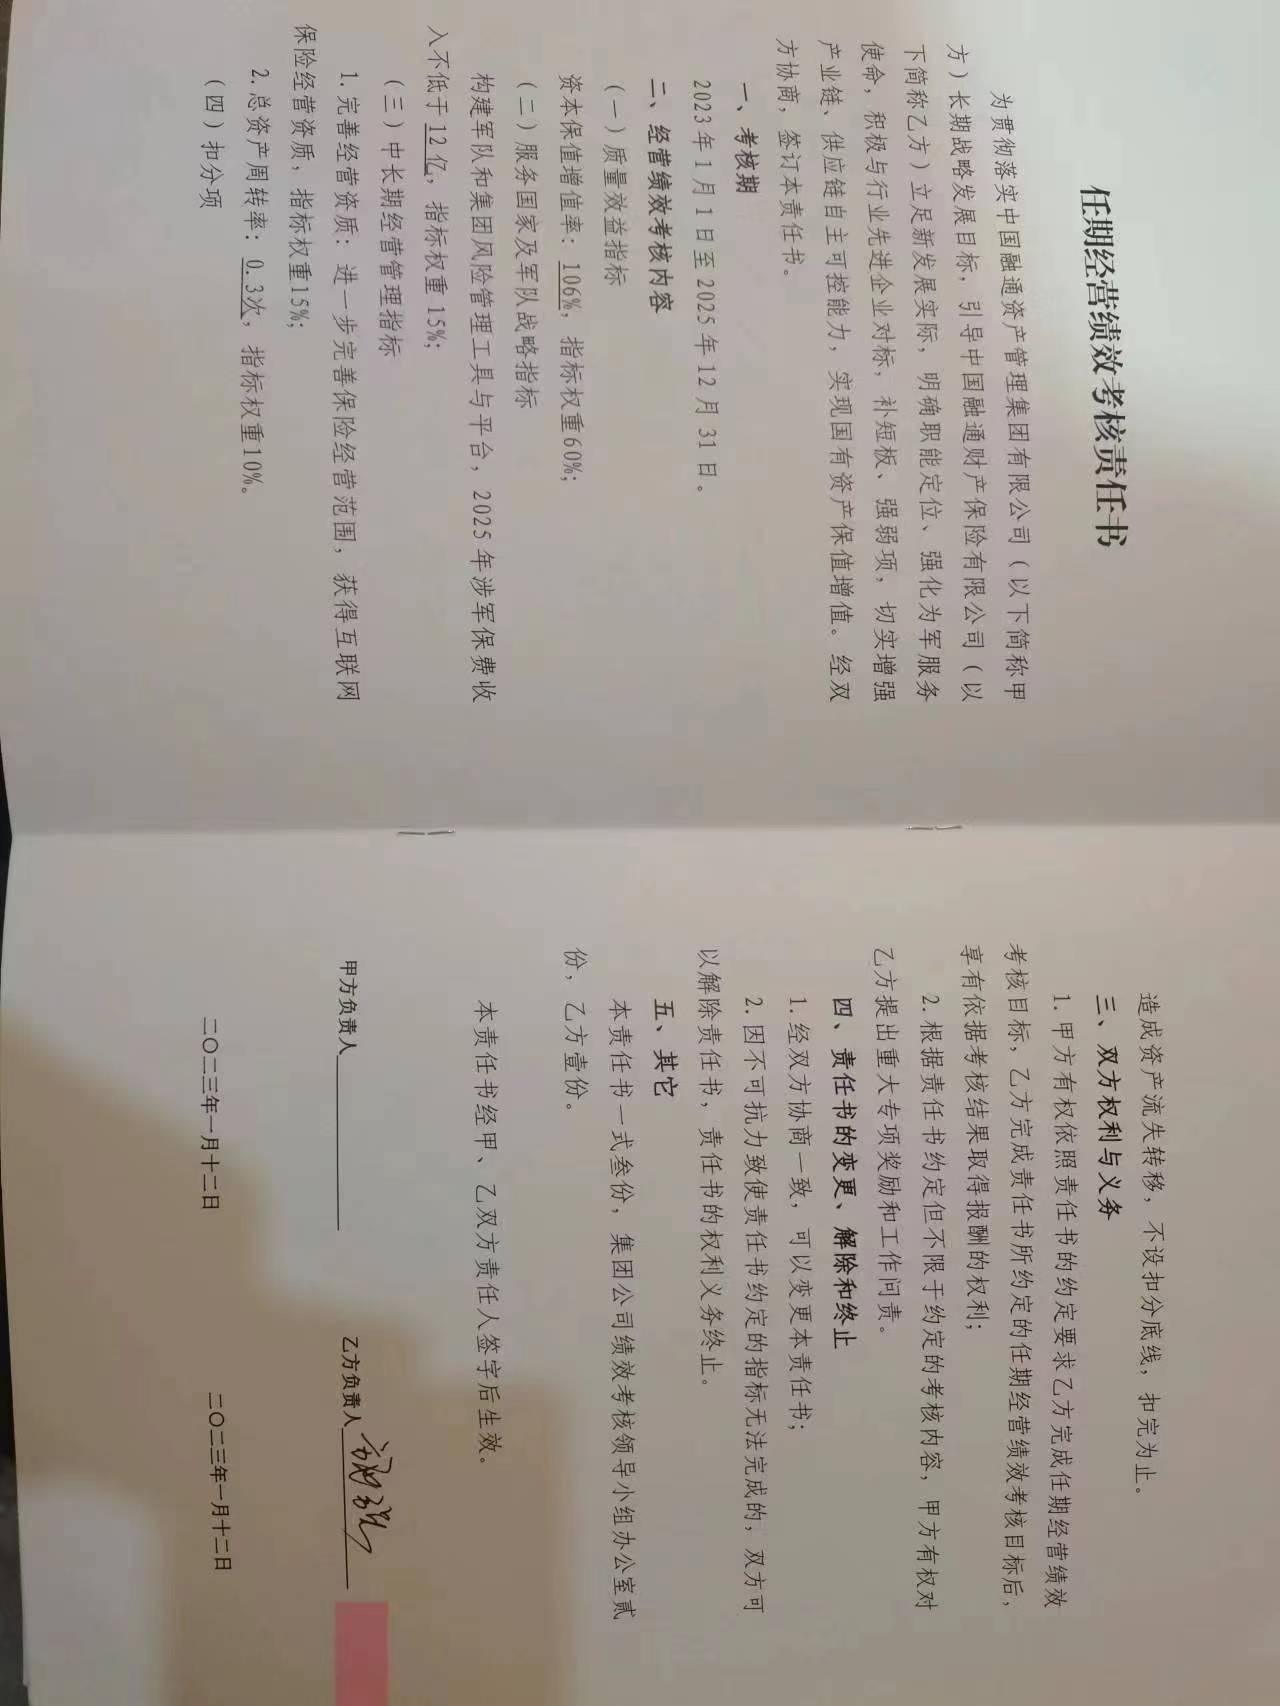 任期经营绩效考核责任书
为贯彻落实中国融通资产管理集团有限公司（以下简称甲
方）长期战略发展目标，引导中国融通财产保险有限公司（以
下简称乙方）立足新发展实际，明确职能定位、强化为军服务
使命，积极与行业先进企业对标，补短板、强弱项，切实增强
产业链、供应链自主可控能力，实现国有资产保值增值。经双
方协商，签订本责任书。
一、考核期
2023年1月1日至2025年12月31日。
二、经营绩效考核内容
（一）质量效益指标
资本保值增值率：106%，指标权重60%；
（二）服务国家及军队战略指标
构建军队和集团风险管理工具与平台，2025年涉军保费收
入不低于12亿，指标权重15%；
（三）中长期经营管理指标
1.完善经营资质：进一步完善保险经营范围，获得互联网
保险经营资质，指标权重15%；
2.总资产周转率：0.3次，指标权重10%。
（四）扣分项
造成资产流失转移，不设扣分底线，扣完为止。
三、双方权利与义务
1.甲方有权依照责任书的约定要求乙方完成任期经营绩效
考核目标，乙方完成责任书所约定的任期经营绩效考核目标后，
享有依据考核结果取得报酬的权利；
2.根据责任书约定但不限于约定的考核内容，甲方有权对
乙方提出重大专项奖励和工作问责。
四、责任书的变更、解除和终止
1.经双方协商一致，可以变更本责任书；
2.因不可抗力致使责任书约定的指标无法完成的，双方可
以解除责任书，责任书的权利义务终止。
五、其它
本责任书一式叁份，集团公司绩效考核领导小组办公室贰
份，乙方壹份。
本责任书经甲、乙双方责任人签字后生效。
甲方负责人 乙方负责人
二〇二三年一月十二日 二〇二三年一月十二日